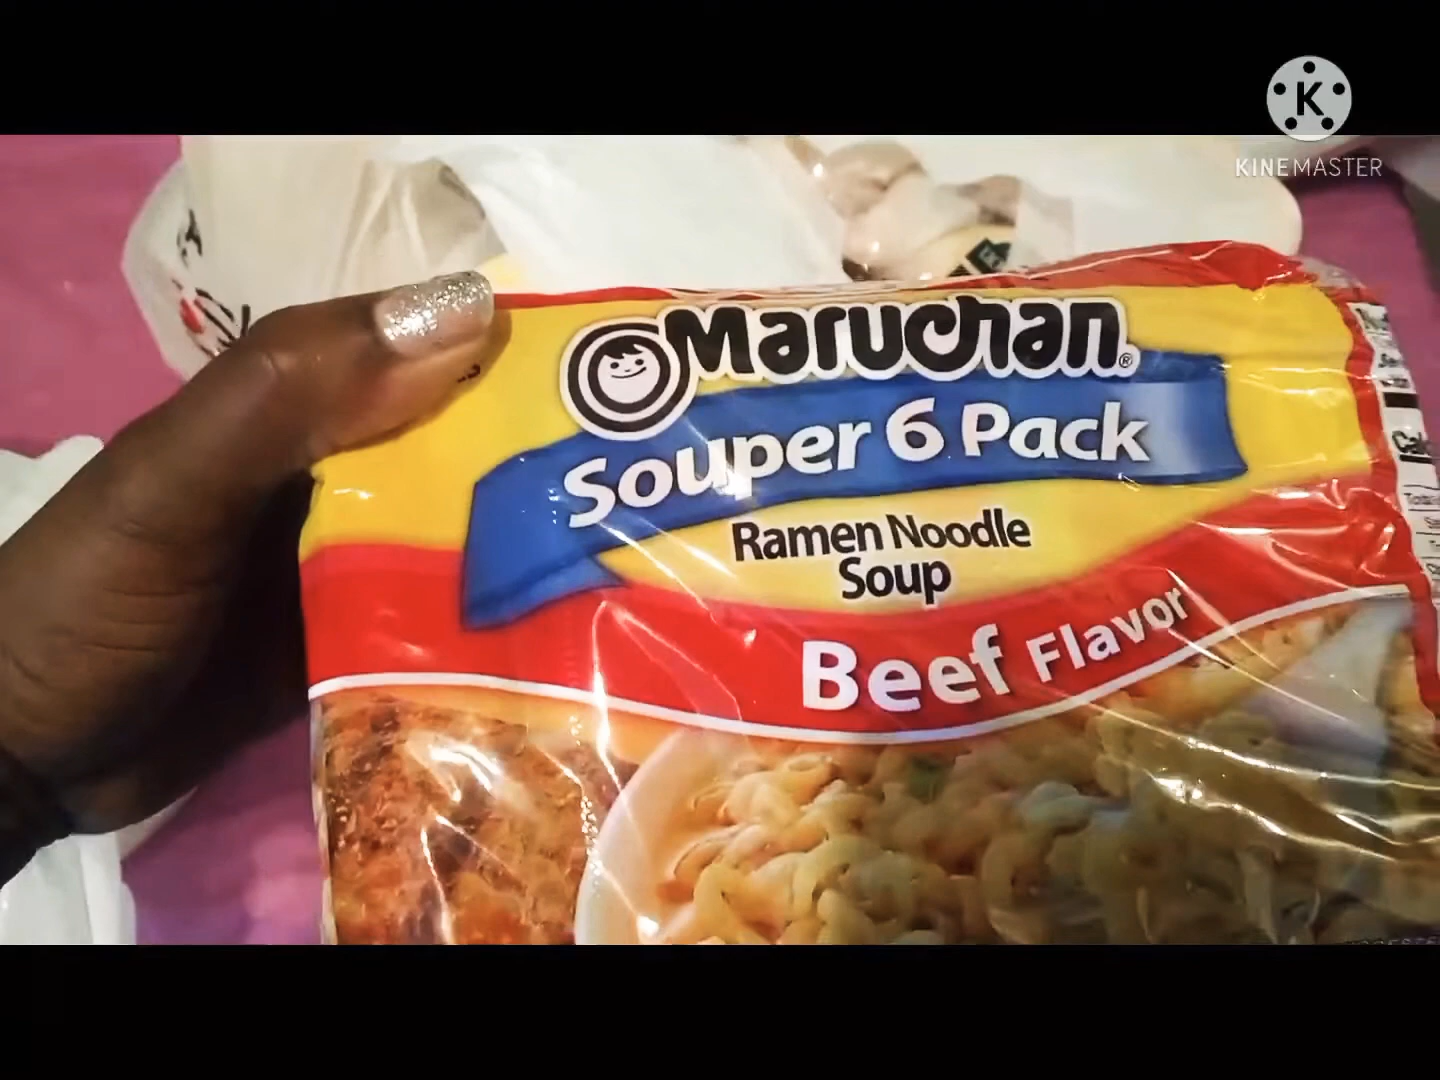 KINEMASTER
Maruchan®
Souper 6 Pack
Ramen Noodle
Soup
Beef Flavor